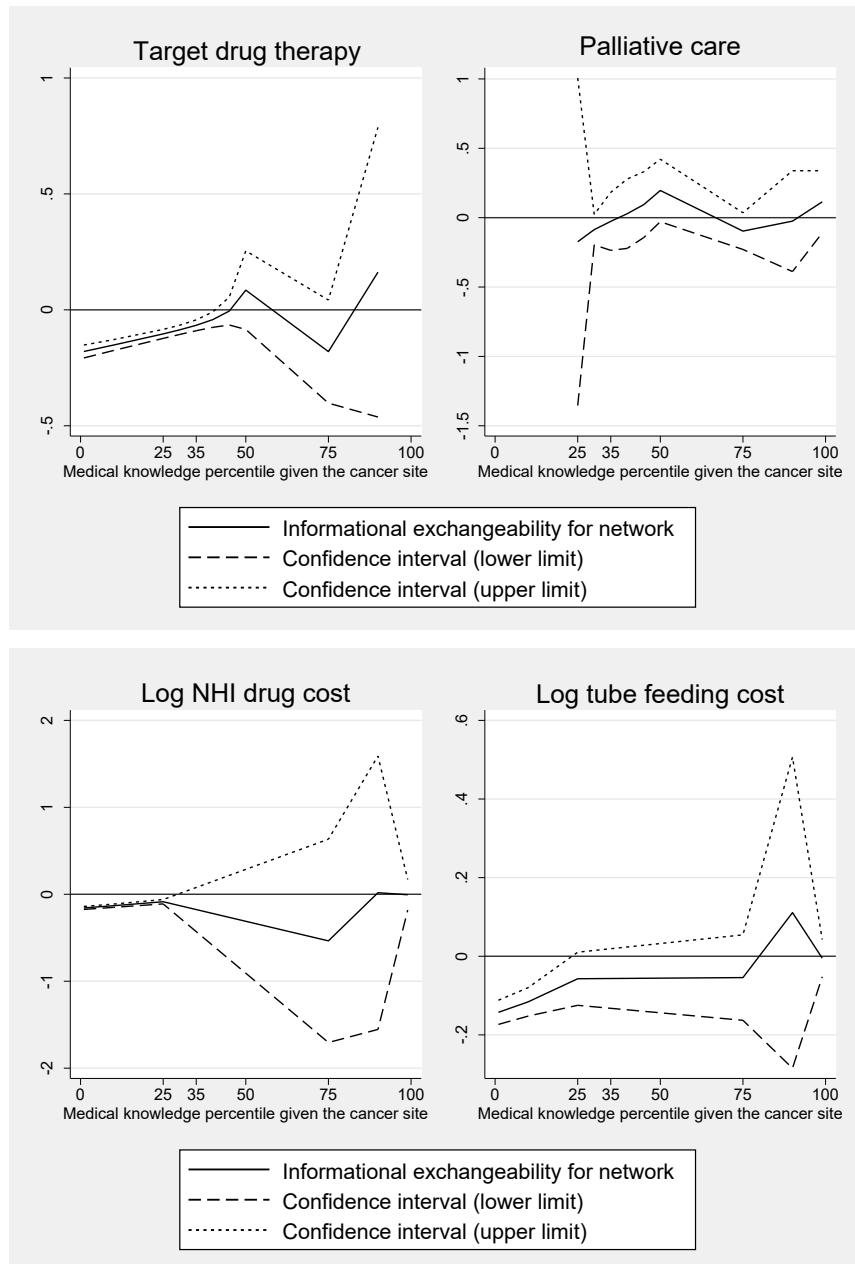 Target drug therapy
1
.5
0
-.5
0 25 35 50 75 100
Medical knowledge percentile given the cancer site
Palliative care
1
.5
0
-.5
-1
-1.5
0 25 35 50 75 100
Medical knowledge percentile given the cancer site
Informational exchangeability for network
Confidence interval (lower limit)
Confidence interval (upper limit)
Log NHI drug cost
2
1
0
-1
-2
0 25 35 50 75 100
Medical knowledge percentile given the cancer site
Log tube feeding cost
.6
.4
.2
0
-.2
0 25 35 50 75 100
Medical knowledge percentile given the cancer site
Informational exchangeability for network
Confidence interval (lower limit)
Confidence interval (upper limit)